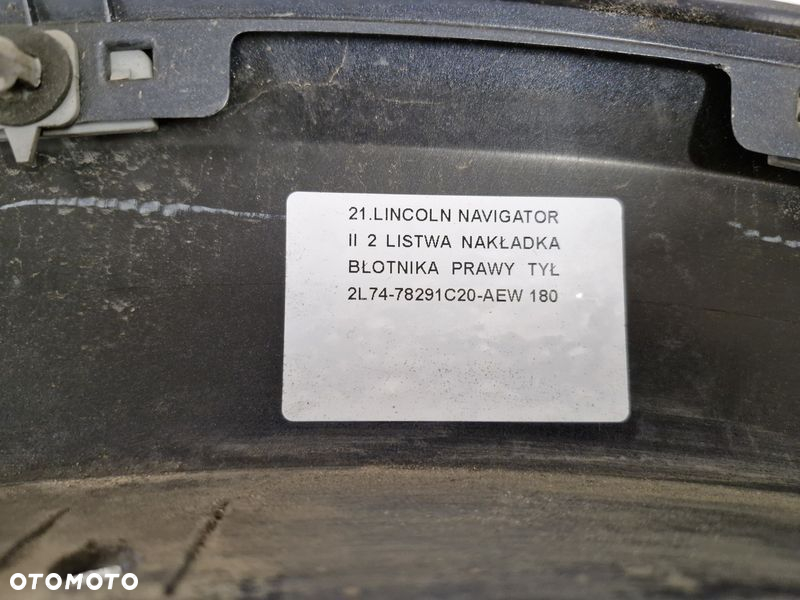 21.LINCOLN NAVIGATOR
II 2 LISTWA NAKŁADKA
BŁOTNIKA PRAWY TYŁ
2L74-78291C20-AEW 180
OTOMOTO